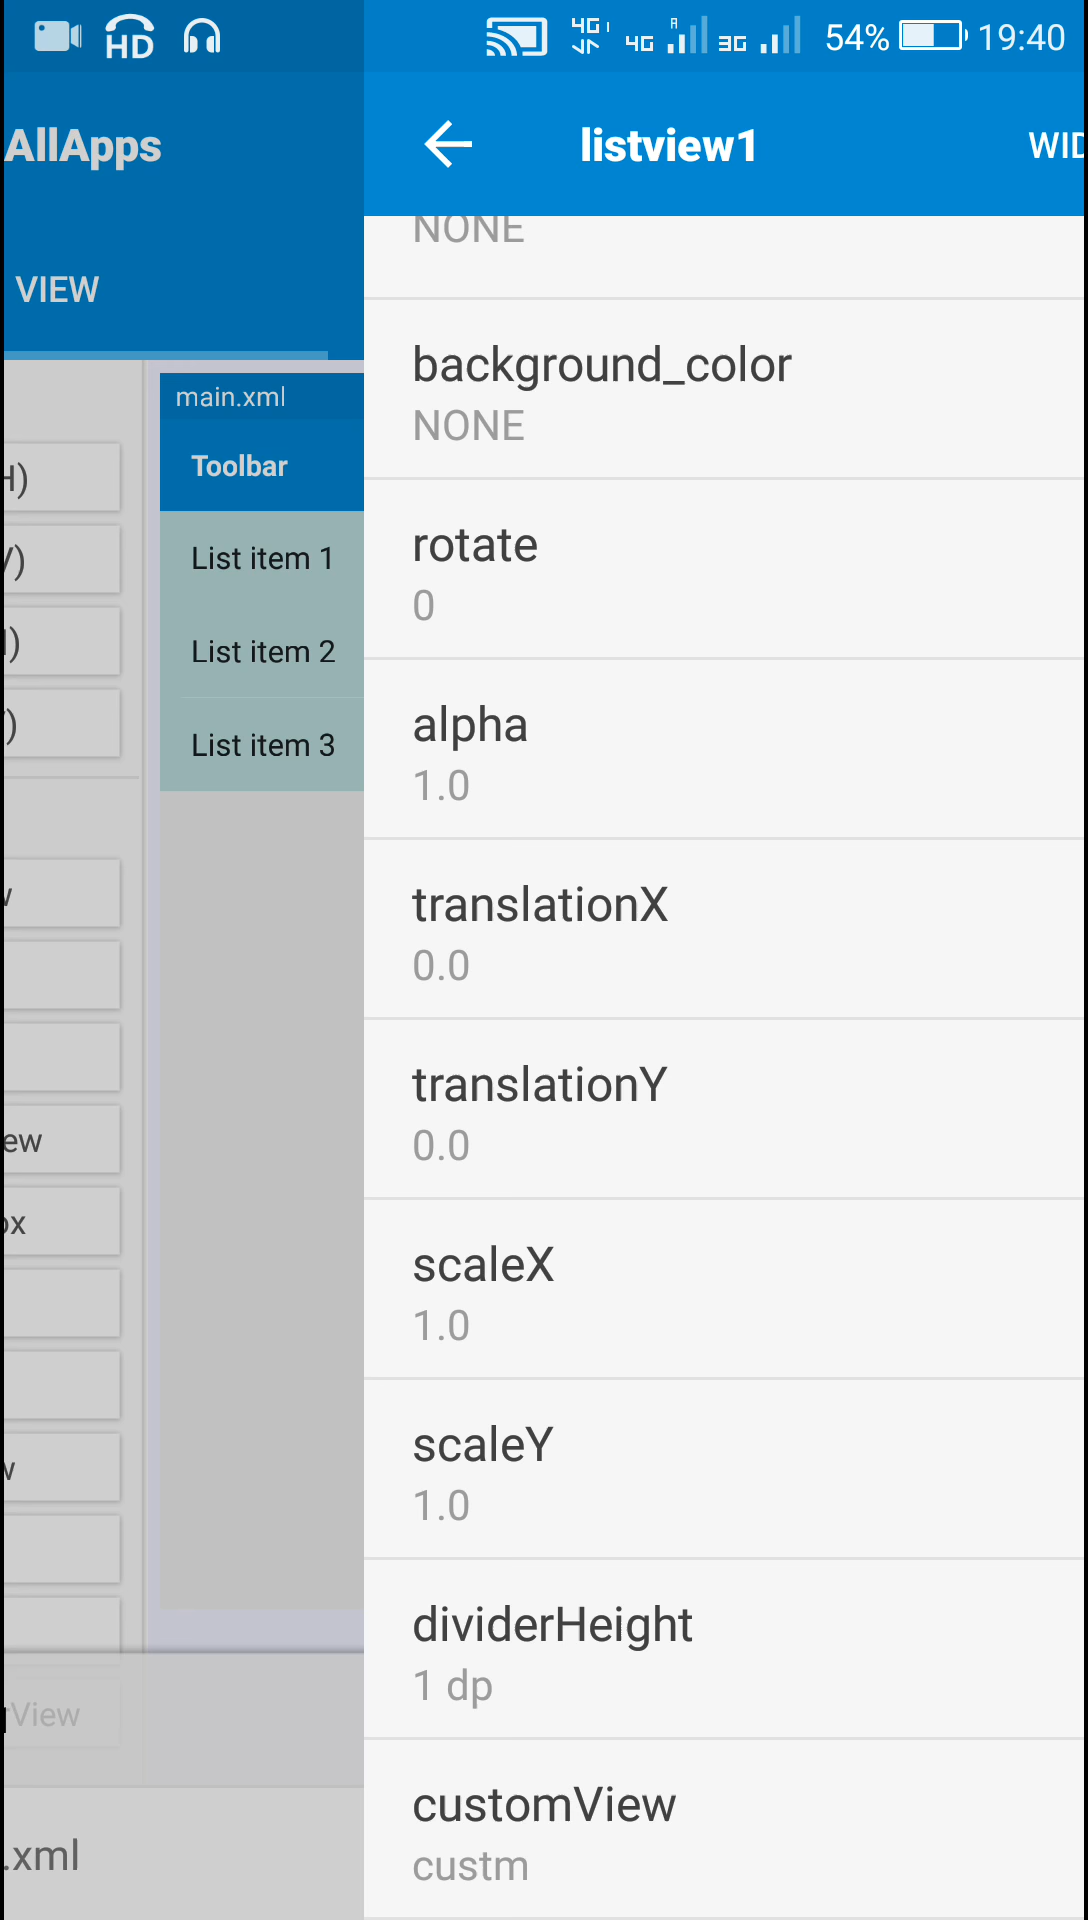 HD 4G 4G R 3G 54% 19:40
AllApps
listview1
VIEW
NONE
background_color
NONE
main.xml
Toolbar
List item 1
List item 2
List item 3
rotate
0
alpha
1.0
translationX
0.0
translationY
0.0
scaleX
1.0
scaleY
1.0
dividerHeight
1 dp
customView
custm
.xml